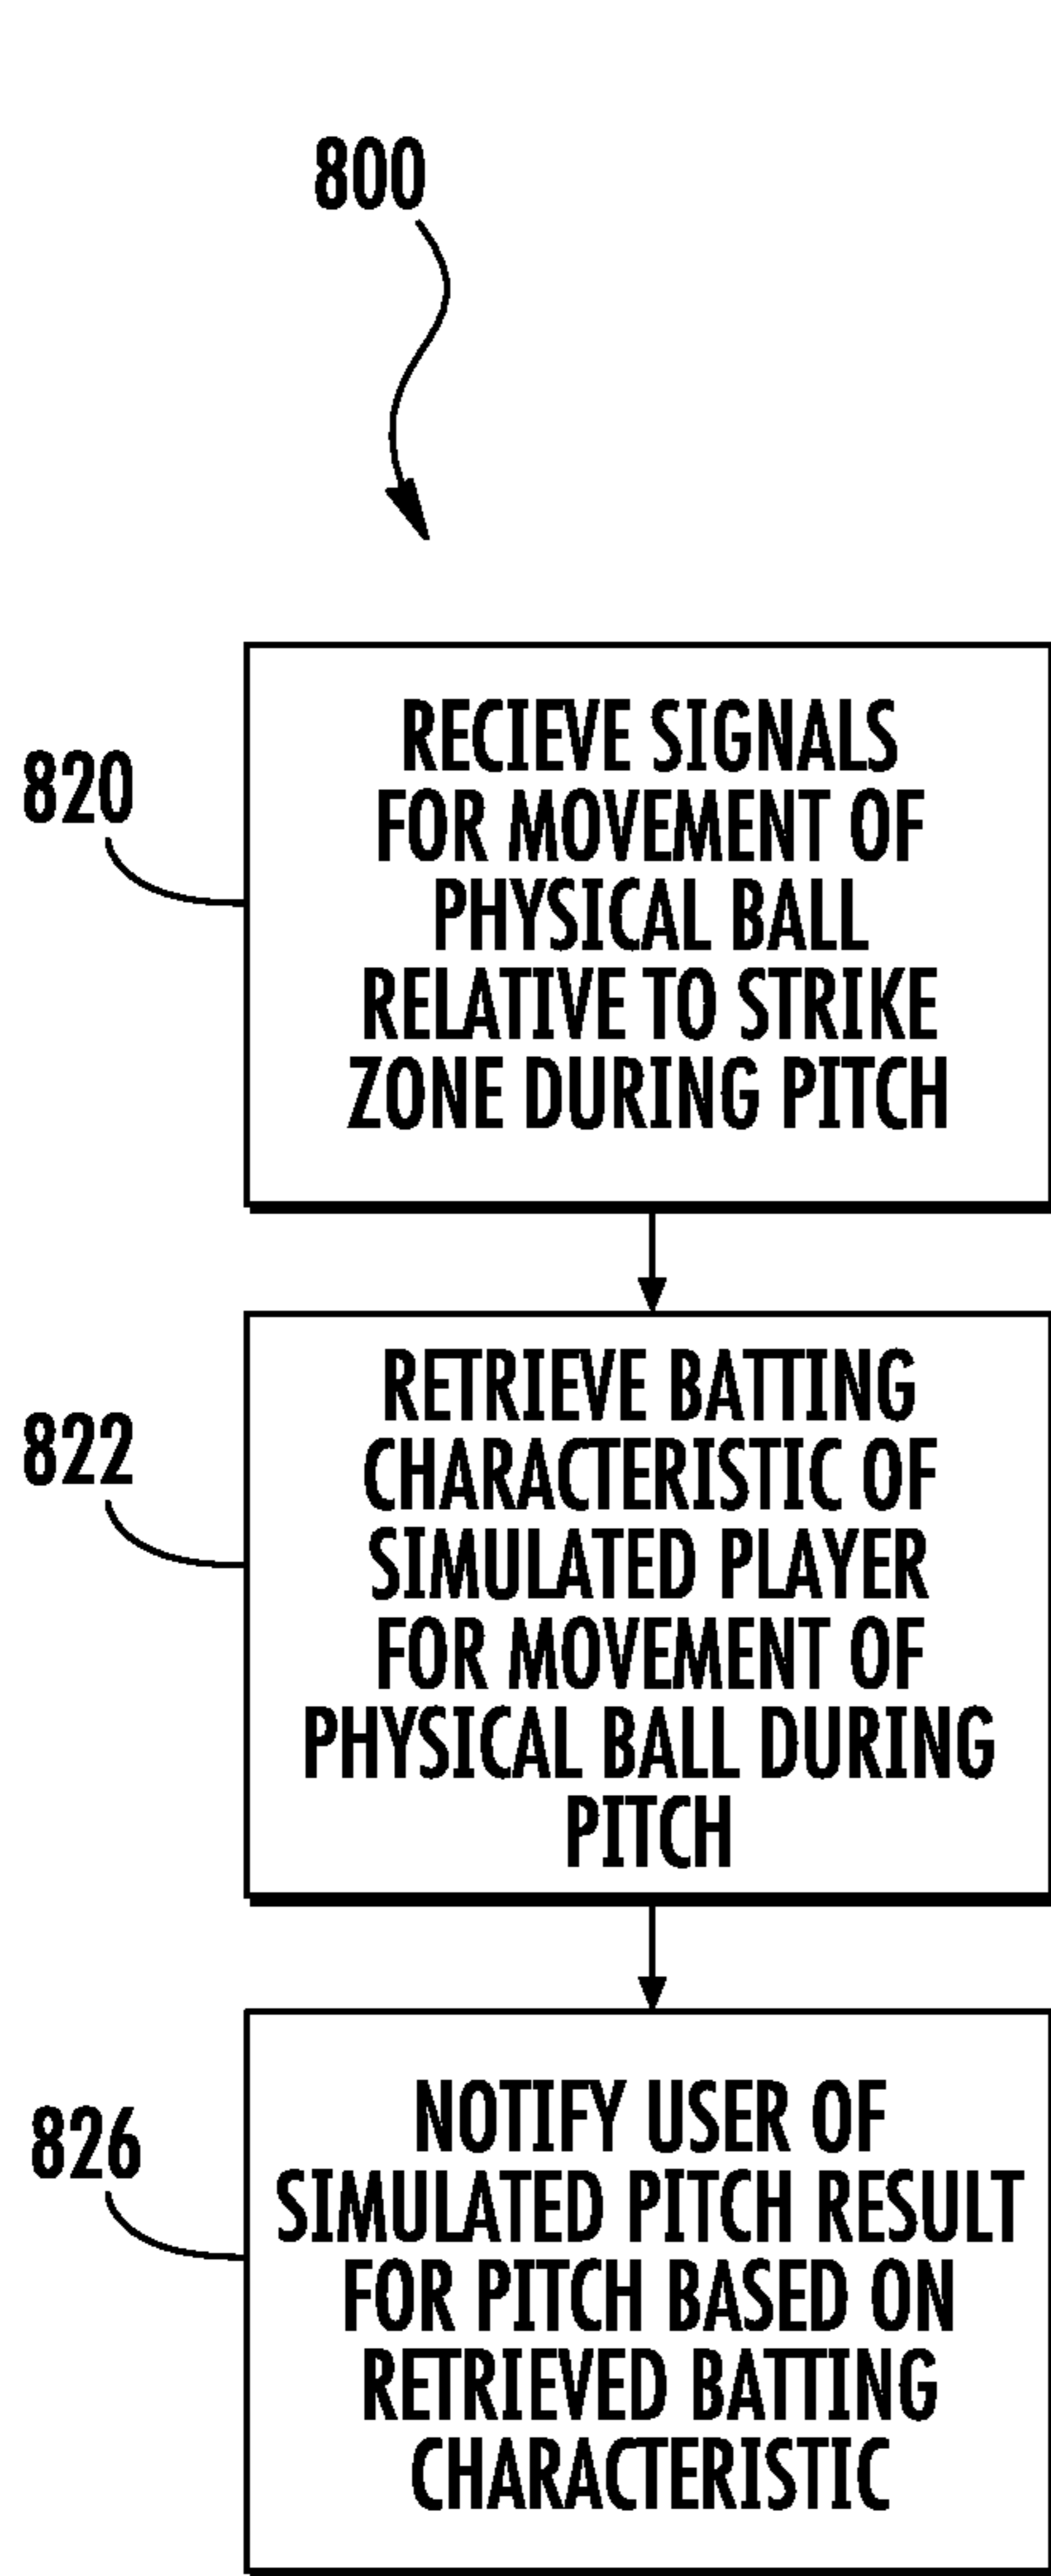 800
820
RECIEVE SIGNALS
FOR MOVEMENT OF
PHYSICAL BALL
RELATIVE TO STRIKE
ZONE DURING PITCH
822
RETRIEVE BATTING
CHARACTERISTIC OF
SIMULATED PLAYER
FOR MOVEMENT OF
PHYSICAL BALL DURING
PITCH
826
NOTIFY USER OF
SIMULATED PITCH RESULT
FOR PITCH BASED ON
RETRIEVED BATTING
CHARACTERISTIC